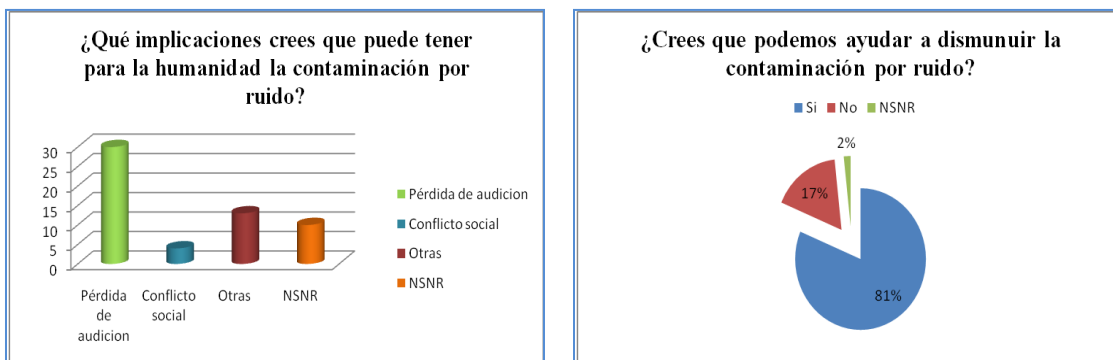 ¿Qué implicaciones crees que puede tener
para la humanidad la contaminación por
ruido?
30
25
20
15
10
5
0
Pérdida
de
audicion
Conflicto
social
Otras
NSNR
Pérdida de audicion
Conflicto social
Otras
NSNR
¿Crees que podemos ayudar a dismunuir la
contaminación por ruido?
Si No NSNR
2%
17%
81%